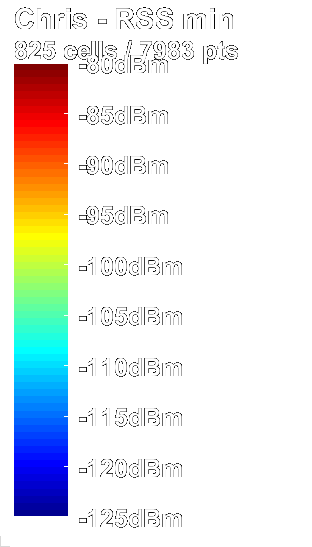 Chris - RSS min
825 cells / 7983 pts
-80dBm
-85dBm
-90dBm
-95dBm
-100dBm
-105dBm
-110dBm
-115dBm
-120dBm
-125dBm